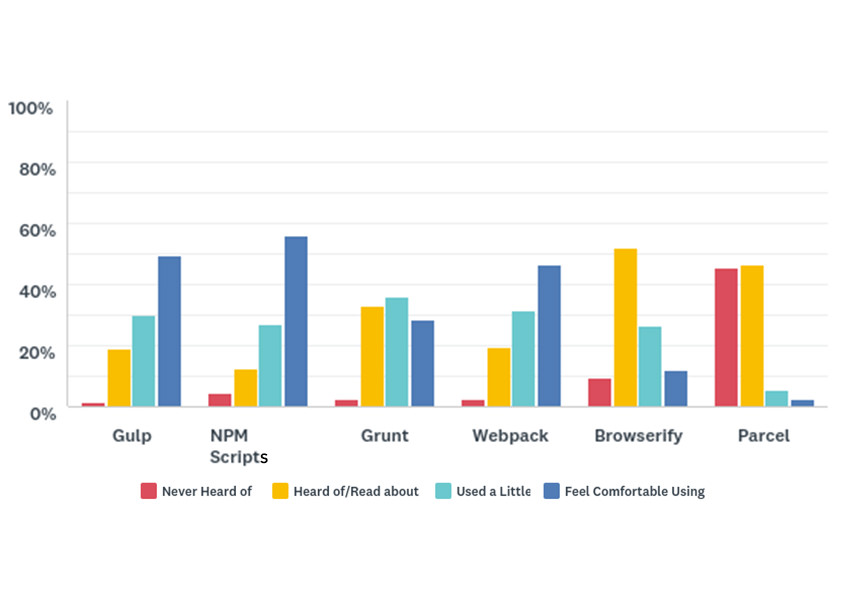 100%
80%
60%
40%
20%
0%
Gulp
NPM
Scripts
Grunt
Webpack
Browserify
Parcel
Never Heard of
Heard of/Read about
Used a Little
Feel Comfortable Using